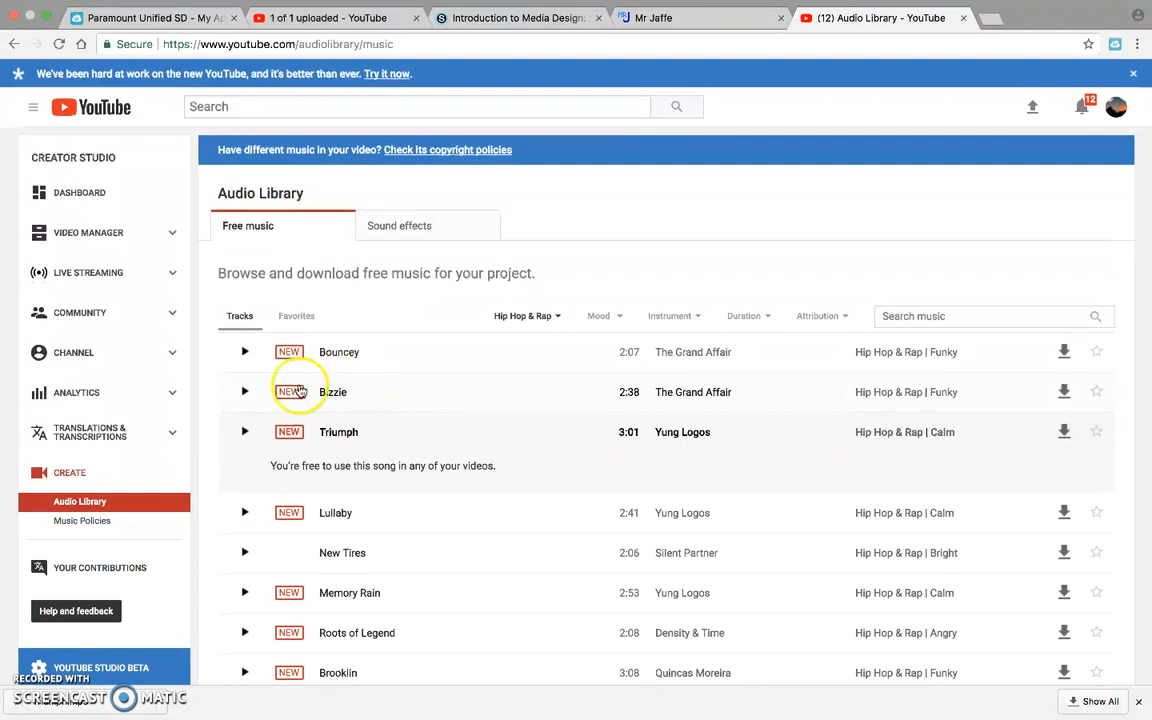 Paramount Unified SD - My Ap
1 of 1 uploaded - YouTube
Introduction to Media Design:
Mr Jaffe
(12) Audio Library - YouTube
Secure
https://www.youtube.com/audiolibrary/music
We've been hard at work on the new YouTube, and it's better than ever. Try it now.
YouTube
Search
12
CREATOR STUDIO
DASHBOARD
VIDEO MANAGER
LIVE STREAMING
COMMUNITY
CHANNEL
ANALYTICS
TRANSLATIONS &
TRANSCRIPTIONS
CREATE
Audio Library
Music Policies
YOUR CONTRIBUTIONS
Help and feedback
YOUTUBE STUDIO BETA
Have different music in your video? Check its copyright policies
Audio Library
Free music
Sound effects
Browse and download free music for your project.
Tracks Favorites Hip Hop & Rap Mood Instrument Duration Attribution Search music
NEW Bouncey 2:07 The Grand Affair Hip Hop & Rap | Funky
NEW Bizzie 2:38 The Grand Affair Hip Hop & Rap | Funky
NEW Triumph 3:01 Yung Logos Hip Hop & Rap | Calm
You're free to use this song in any of your videos.
NEW Lullaby 2:41 Yung Logos Hip Hop & Rap | Calm
New Tires 2:06 Silent Partner Hip Hop & Rap | Bright
NEW Memory Rain 2:53 Yung Logos Hip Hop & Rap | Calm
NEW Roots of Legend 2:08 Density & Time Hip Hop & Rap | Angry
NEW Brooklin 3:08 Quincas Moreira Hip Hop & Rap | Funky
RECORDED WITH
SCREENCAST MATIC
Show All